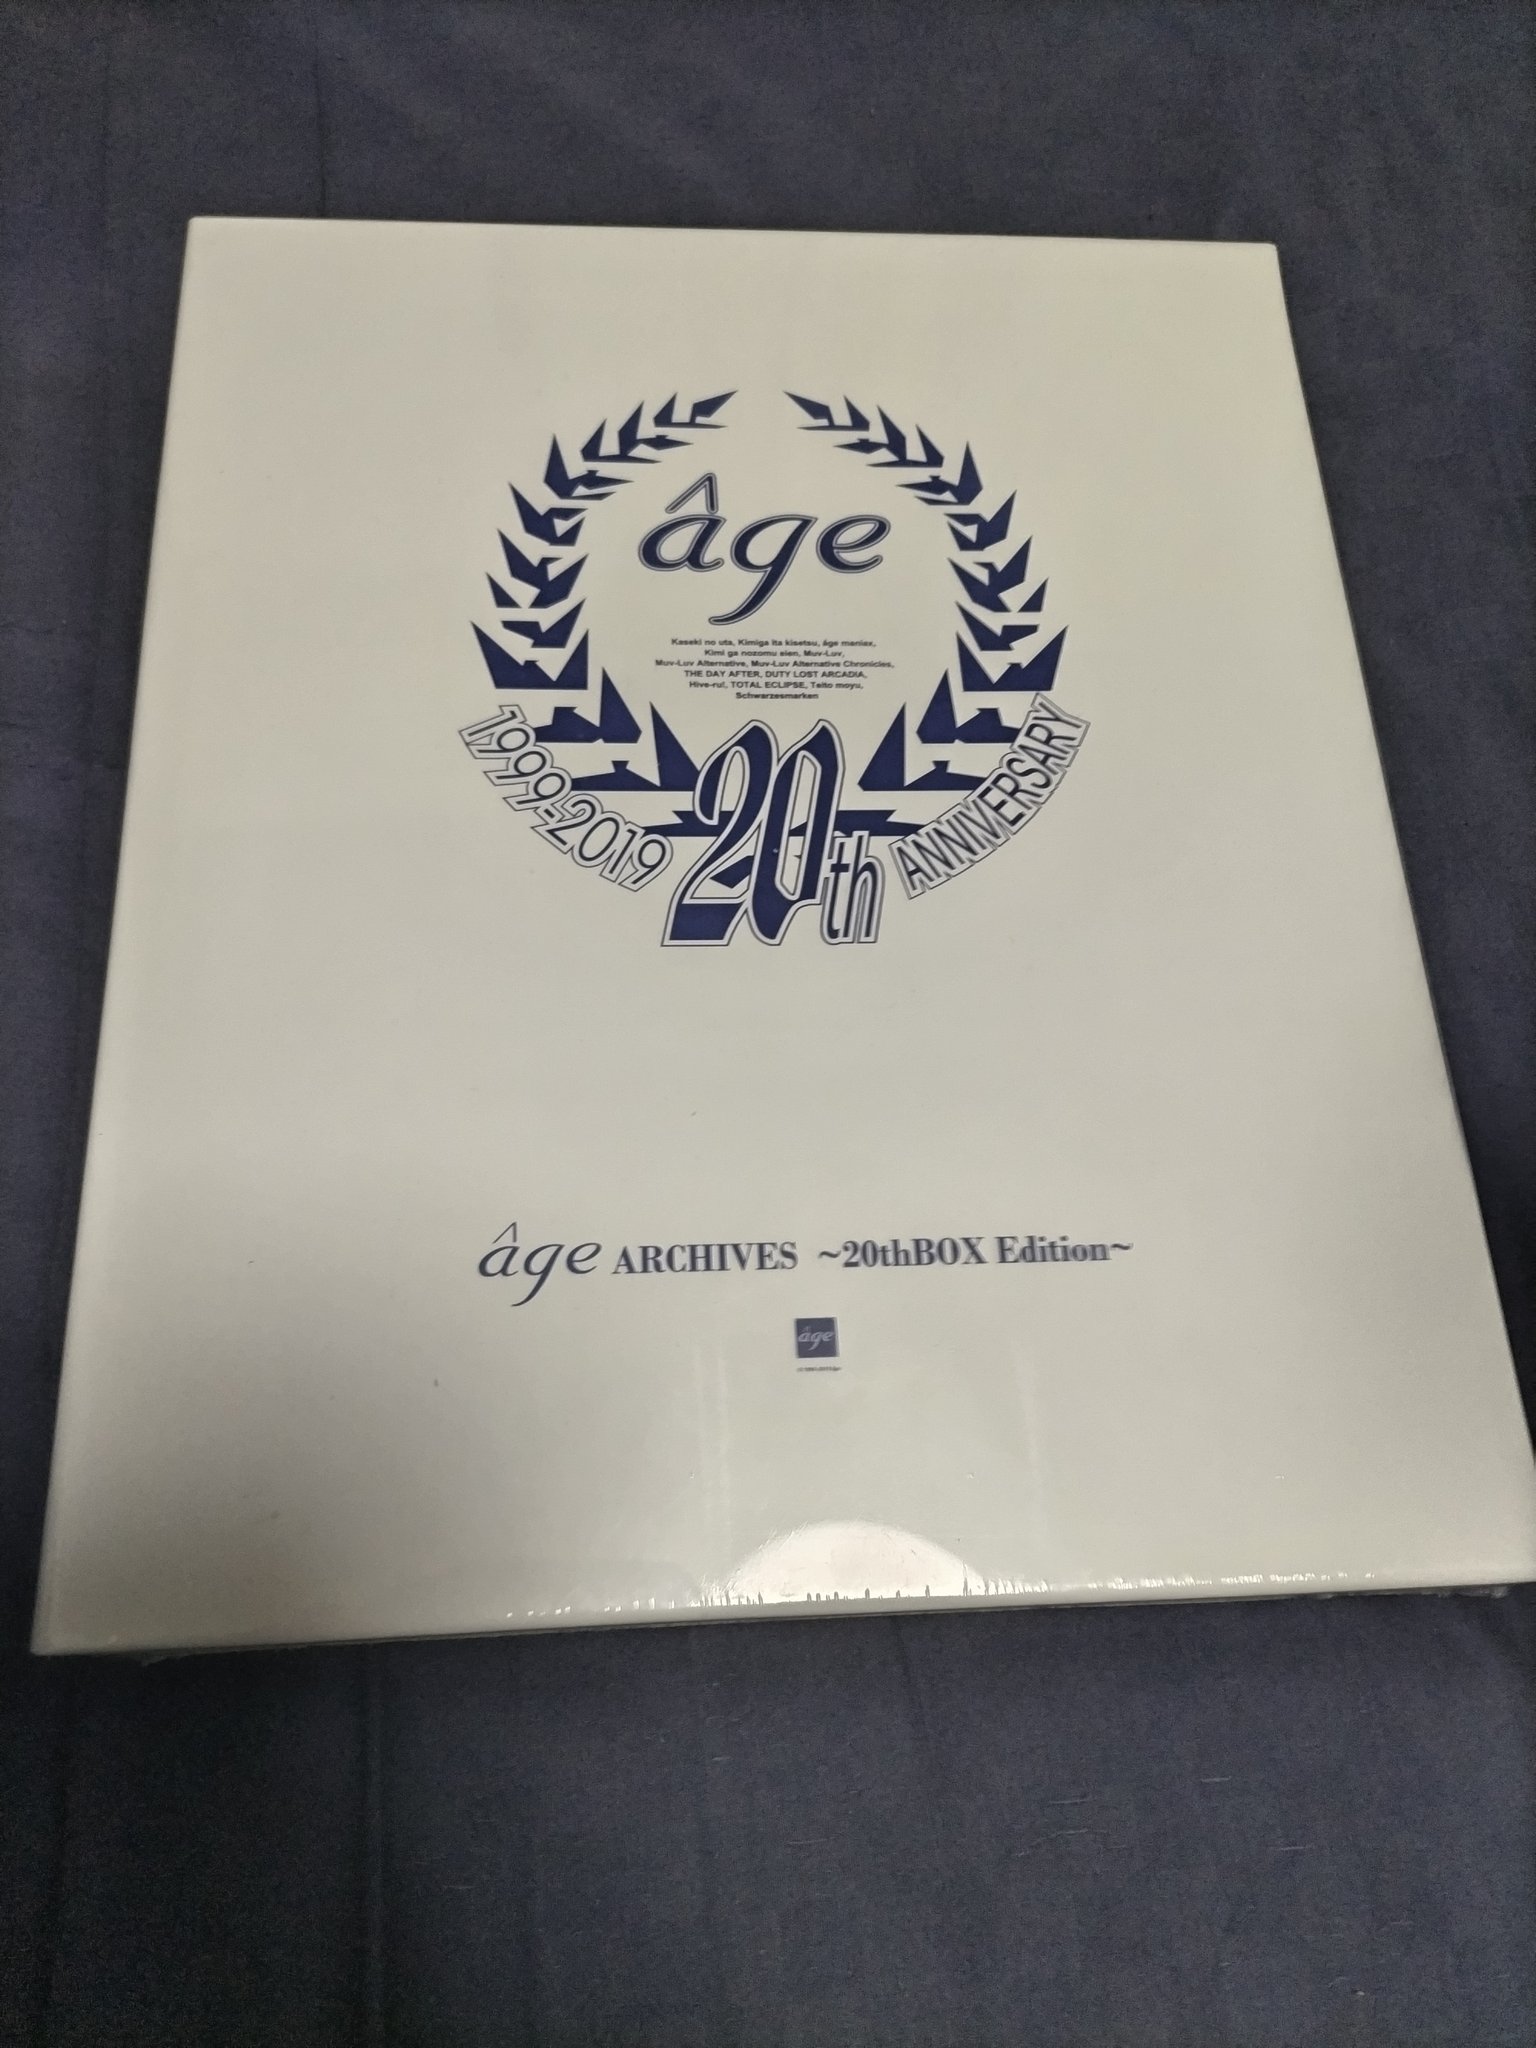 âge
Kaseki no uta, Kimiga ita kisetsu, âge maniax,
Kimi ga nozomu eien, Muv-Luv,
Muv-Luv Alternative, Muv-Luv Alternative Chronicles,
THE DAY AFTER, DUTY LOST ARCADIA,
Hive-ru!, TOTAL ECLIPSE, Teito moyu,
Schwarzesmarken
1999-2019
20th
ANNIVERSARY
âge ARCHIVES ~20thBOX Edition~
âge